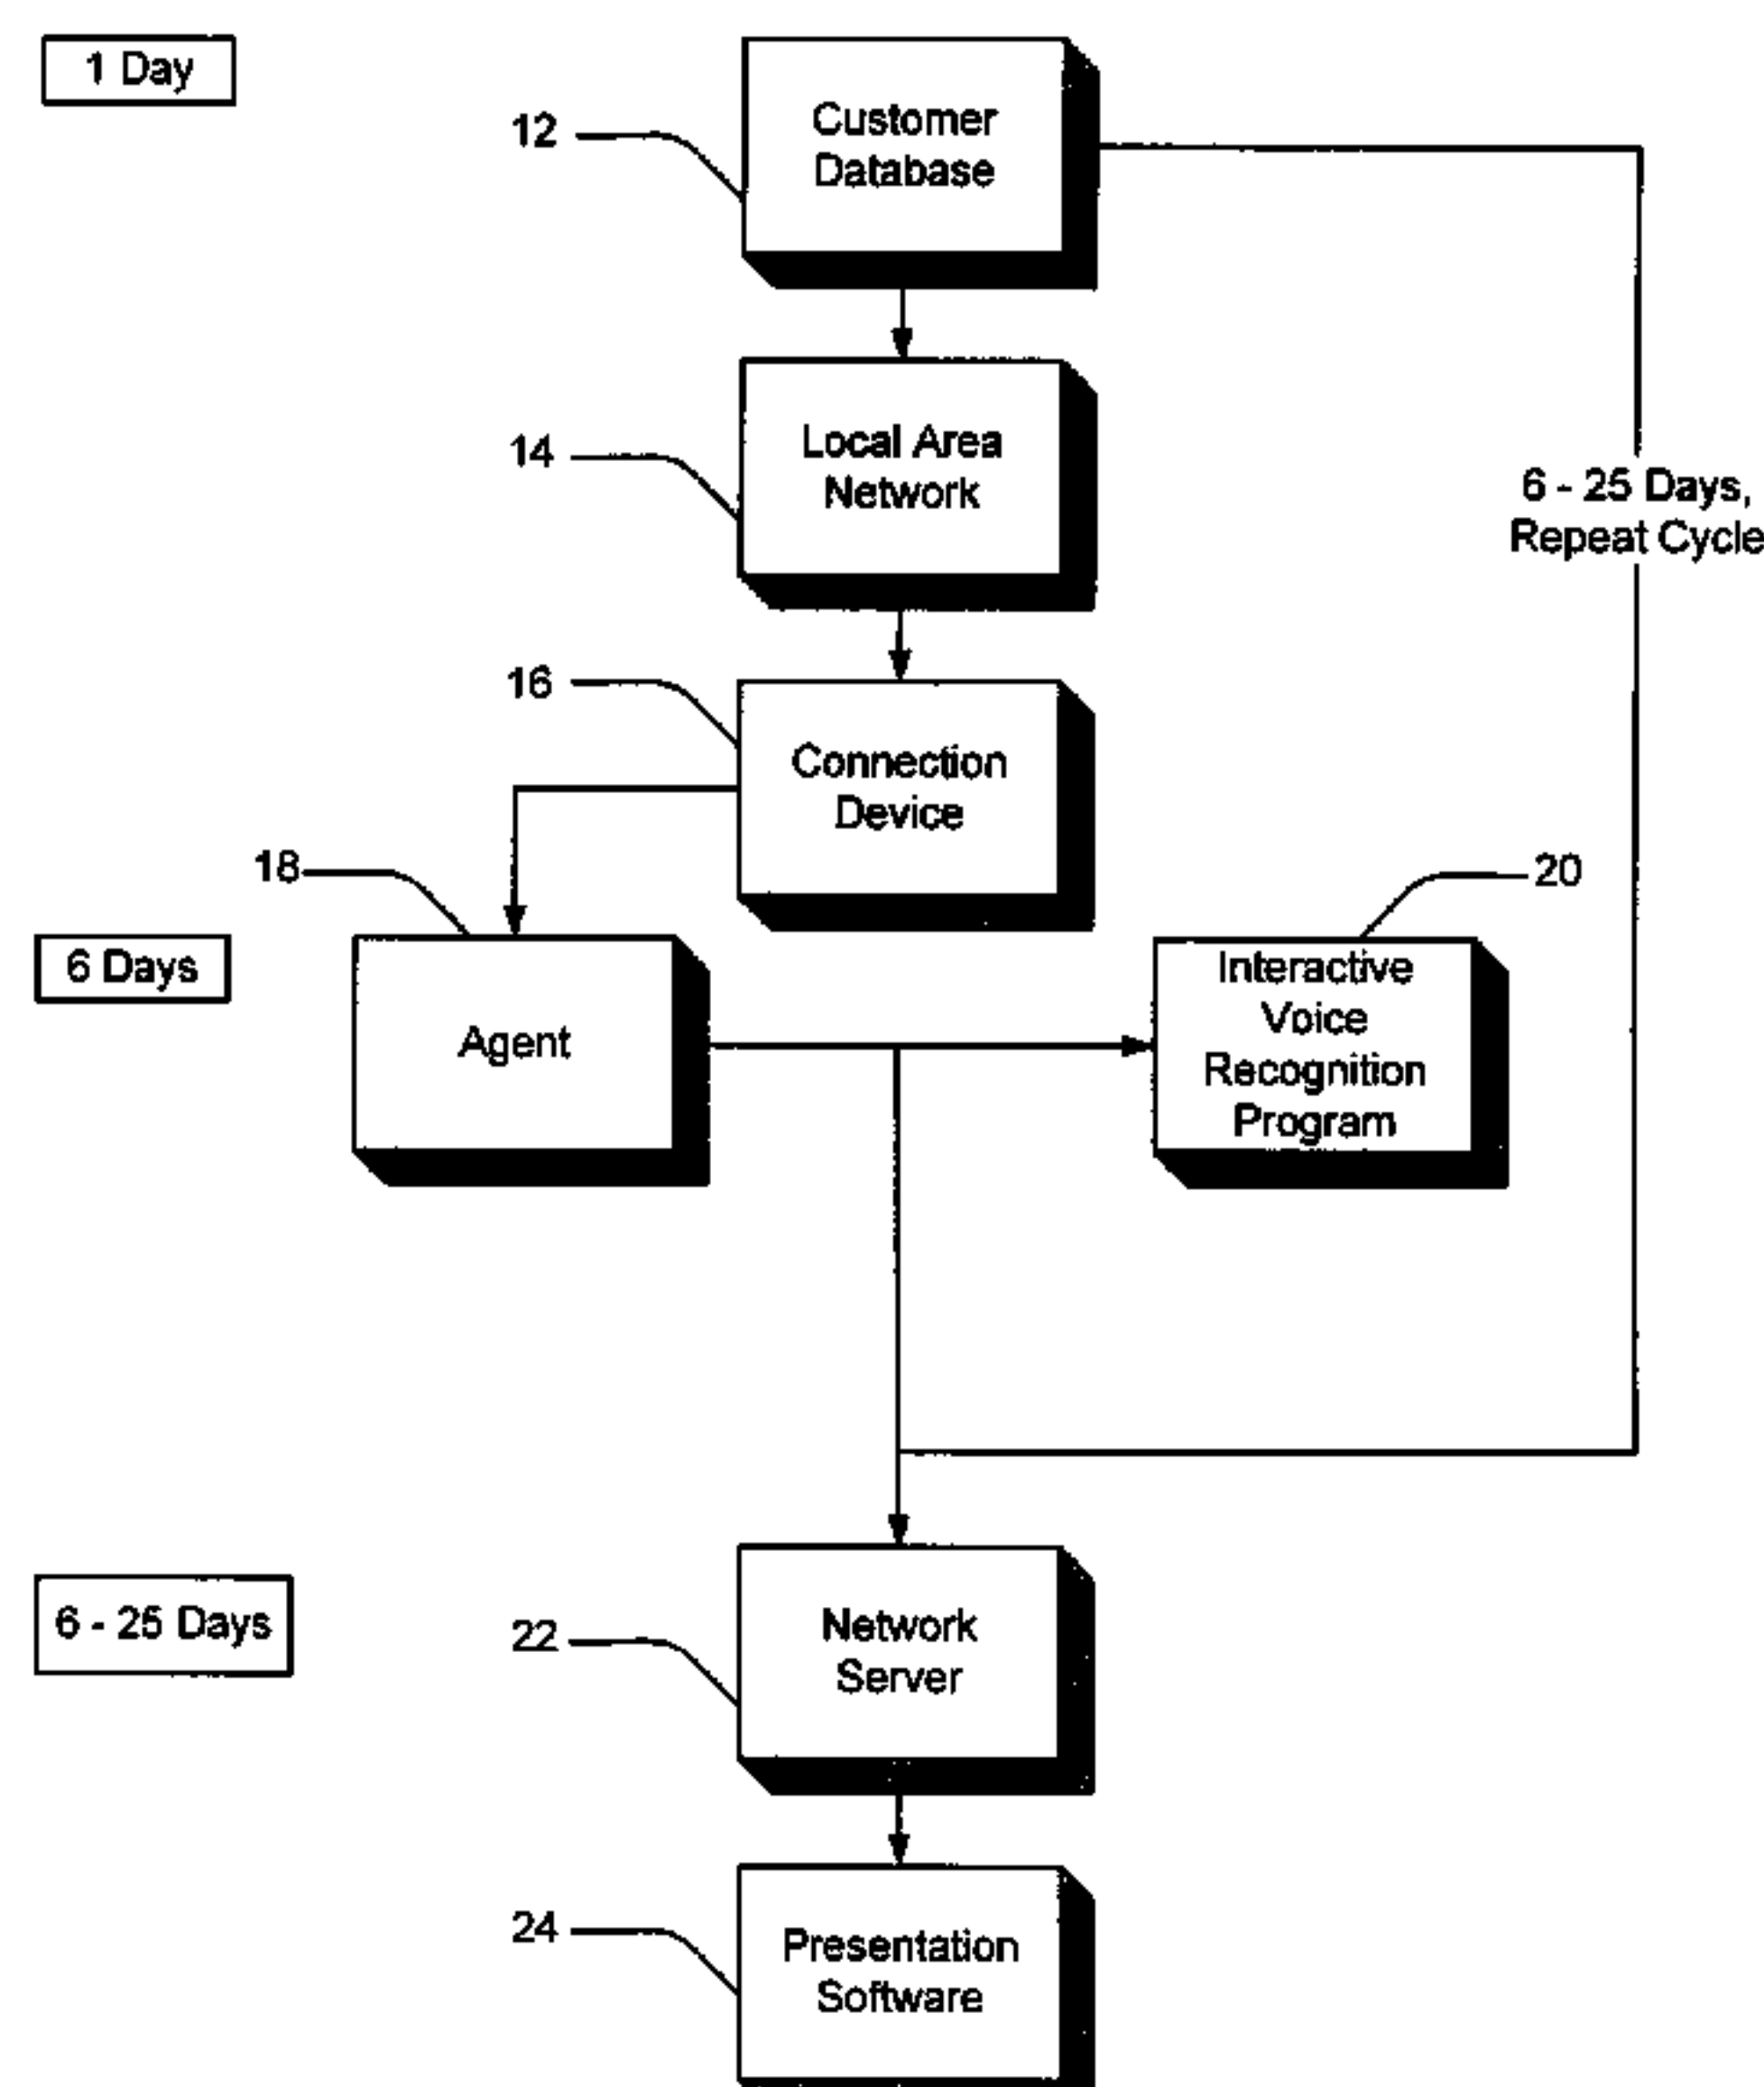 1 Day
12
Customer
Database
14
Local Area
Network
6 - 25 Days,
Repeat Cycle
16
Connection
Device
18
20
6 Days
Agent
Interactive
Voice
Recognition
Program
6 - 25 Days
22
Network
Server
24
Presentation
Software